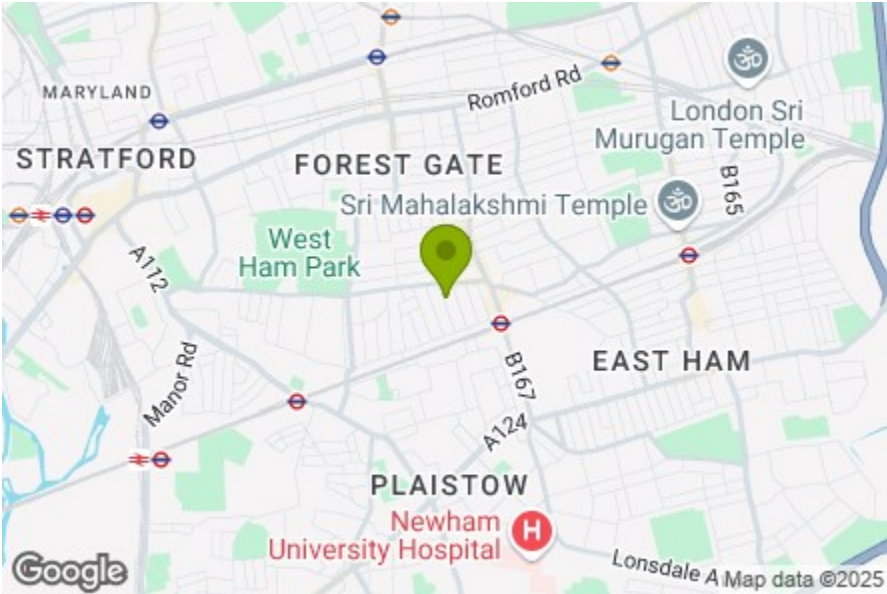 Romford Rd
MARYLAND
London Sri
Murugan Temple
STRATFORD
FOREST GATE
B165
Sri Mahalakshmi Temple
West
Ham Park
A112
EAST HAM
Manor Rd
B167
A124
PLAISTOW
Newham
University Hospital
H
Lonsdale A
Google
Map data ©2025